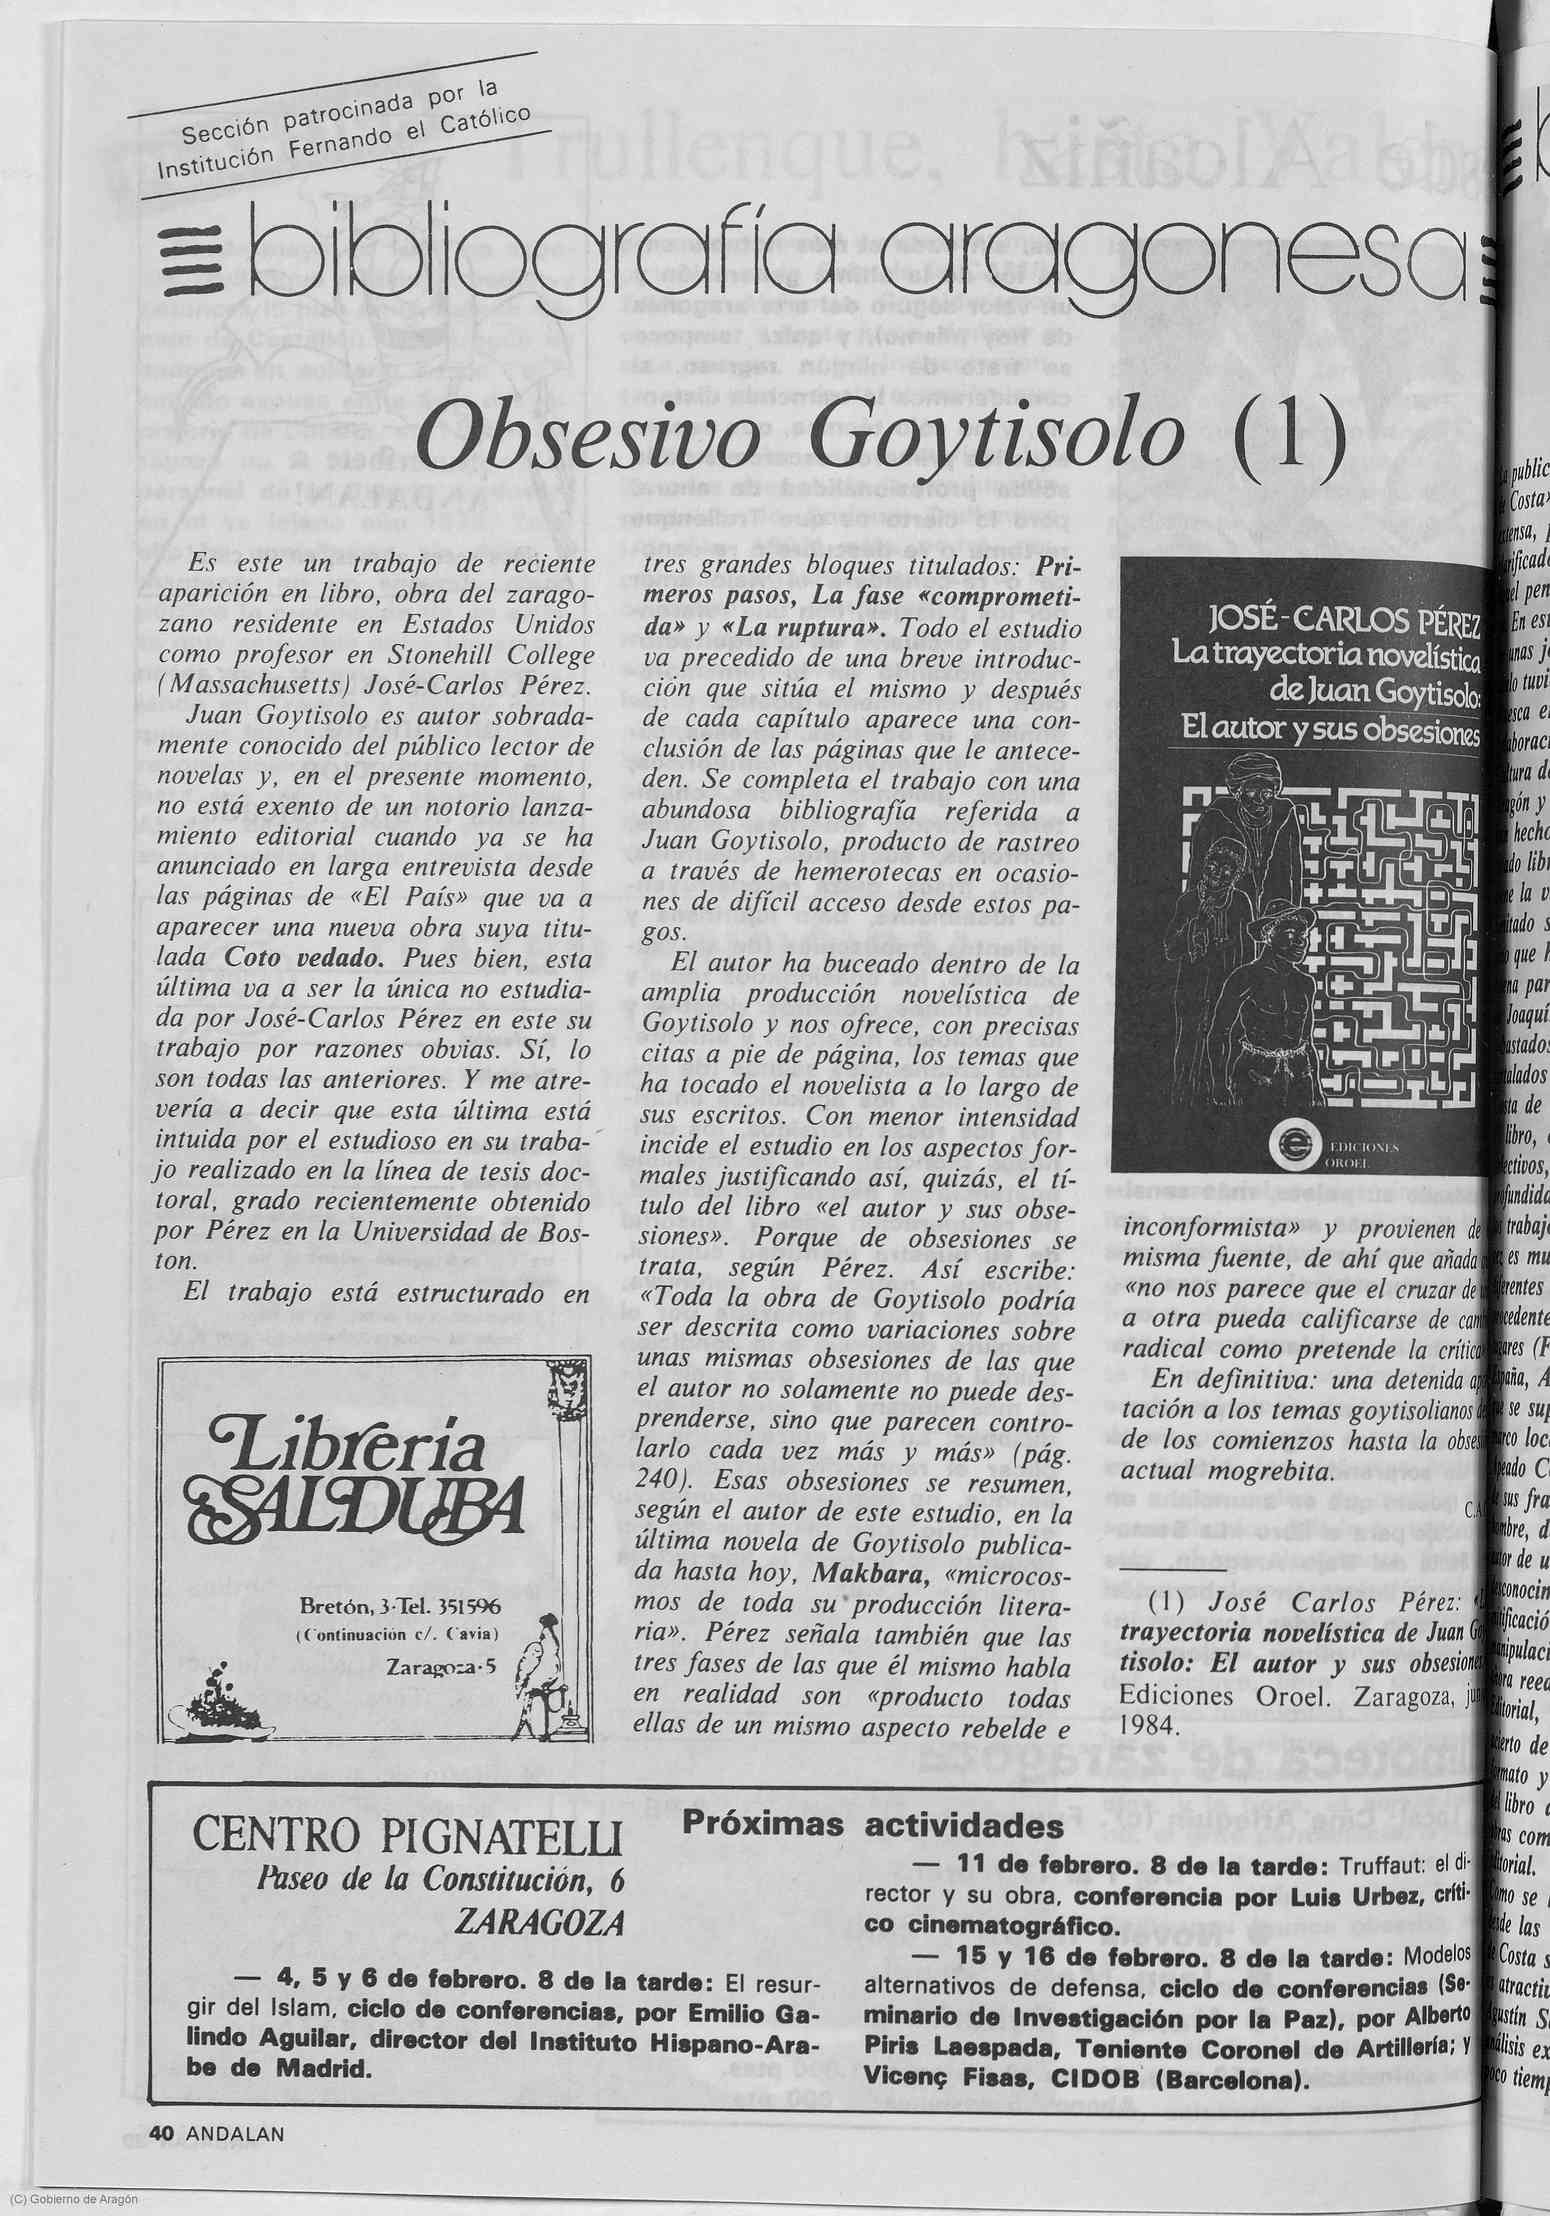 Sección patrocinada por la
Institución Fernando el Católico
bibliografía aragonesa
Obsesivo Goytisolo (1)
Es este un trabajo de reciente
aparición en libro, obra del zarago-
zano residente en Estados Unidos
como profesor en Stonehill College
(Massachusetts) José-Carlos Pérez.
Juan Goytisolo es autor sobrada-
mente conocido del público lector de
novelas y, en el presente momento,
no está exento de un notorio lanza-
miento editorial cuando ya se ha
anunciado en larga entrevista desde
las páginas de «El País» que va a
aparecer una nueva obra suya titu-
lada Coto vedado. Pues bien, esta
última va a ser la única no estudia-
da por José-Carlos Pérez en este su
trabajo por razones obvias. Sí, lo
son todas las anteriores. Y me atre-
vería a decir que esta última está
intuida por el estudioso en su traba-
jo realizado en la línea de tesis doc-
toral, grado recientemente obtenido
por Pérez en la Universidad de Bos-
ton.
El trabajo está estructurado en
tres grandes bloques titulados: Pri-
meros pasos, La fase «comprometi-
da» y «La ruptura». Todo el estudio
va precedido de una breve introduc-
ción que sitúa el mismo y después
de cada capítulo aparece una con-
clusión de las páginas que le antece-
den. Se completa el trabajo con una
abundosa bibliografía referida a
Juan Goytisolo, producto de rastreo
a través de hemerotecas en ocasio-
nes de difícil acceso desde estos pa-
gos.
El autor ha buceado dentro de la
amplia producción novelística de
Goytisolo y nos ofrece, con precisas
citas a pie de página, los temas que
ha tocado el novelista a lo largo de
sus escritos. Con menor intensidad
incide el estudio en los aspectos for-
males justificando así, quizás, el tí-
tulo del libro «el autor y sus obse-
siones». Porque de obsesiones se
trata, según Pérez. Así escribe:
«Toda la obra de Goytisolo podría
ser descrita como variaciones sobre
unas mismas obsesiones de las que
el autor no solamente no puede des-
prenderse, sino que parecen contro-
larlo cada vez más y más» (pág.
240). Esas obsesiones se resumen,
según el autor de este estudio, en la
última novela de Goytisolo publica-
da hasta hoy, Makbara, «microcos-
mos de toda su producción litera-
ria». Pérez señala también que las
tres fases de las que él mismo habla
en realidad son «producto todas
ellas de un mismo aspecto rebelde e
JOSÉ-CARLOS PÉREZ
La trayectoria novelística
de Juan Goytisolo:
El autor y sus obsesiones
EDICIONES
OROEL
inconformista» y provienen de
misma fuente, de ahí que añada
«no nos parece que el cruzar de
a otra pueda calificarse de
radical como pretende la crítica
En definitiva: una detenida
tación a los temas goytisolianos
de los comienzos hasta la
actual mogrebita.
(1) José Carlos Pérez:
trayectoria novelística de Juan
tisolo: El autor y sus obsesiones
Ediciones Oroel. Zaragoza,
1984.
Librería
SALDUBA
Bretón, 3·Tel. 351596
(Continuación c/. Cavia)
Zaragoza·5
CENTRO PIGNATELLI
Paseo de la Constitución, 6
ZARAGOZA
— 4, 5 y 6 de febrero. 8 de la tarde: El resur-
gir del Islam, ciclo de conferencias, por Emilio Ga-
lindo Aguilar, director del Instituto Hispano-Ara-
be de Madrid.
Próximas actividades
— 11 de febrero. 8 de la tarde: Truffaut: el di-
rector y su obra, conferencia por Luis Urbez, críti-
co cinematográfico.
— 15 y 16 de febrero. 8 de la tarde: Modelos
alternativos de defensa, ciclo de conferencias (Se-
minario de Investigación por la Paz), por Alberto
Piris Laespada, Teniente Coronel de Artillería; y
Vicenç Fisas, CIDOB (Barcelona).
40 ANDALAN
(C) Gobierno de Aragón